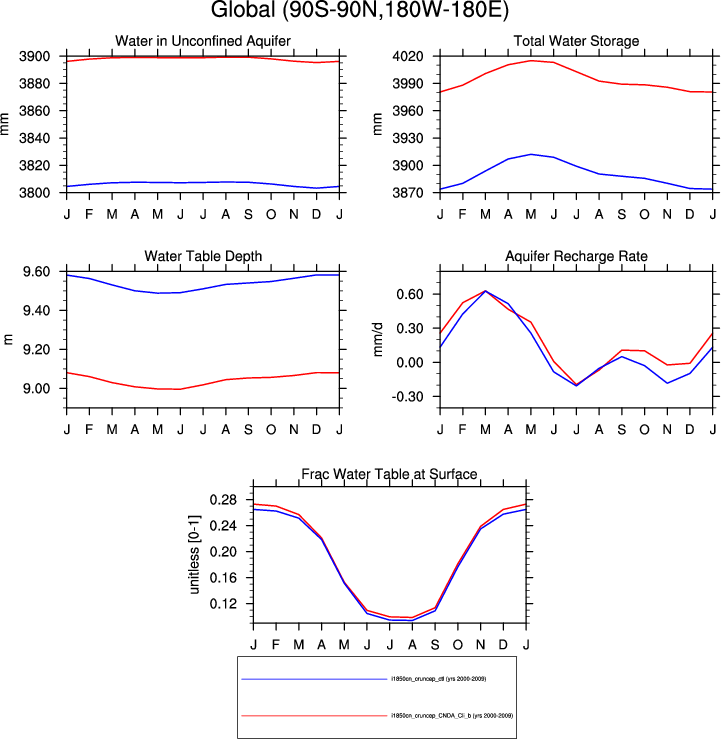 Global (90S-90N,180W-180E)
Water in Unconfined Aquifer
3900
3880
3860
3840
3820
3800
mm
J F M A M J J A S O N D J
Total Water Storage
4020
3990
3960
3930
3900
3870
mm
J F M A M J J A S O N D J
Water Table Depth
9.60
9.40
9.20
9.00
m
J F M A M J J A S O N D J
Aquifer Recharge Rate
0.60
0.30
0.00
-0.30
mm/d
J F M A M J J A S O N D J
Frac Water Table at Surface
0.28
0.24
0.20
0.16
0.12
unitless [0-1]
J F M A M J J A S O N D J
i1850cn_cruncep_ctl (yrs 2000-2009)
i1850cn_cruncep_CNDA_Cli_b (yrs 2000-2009)